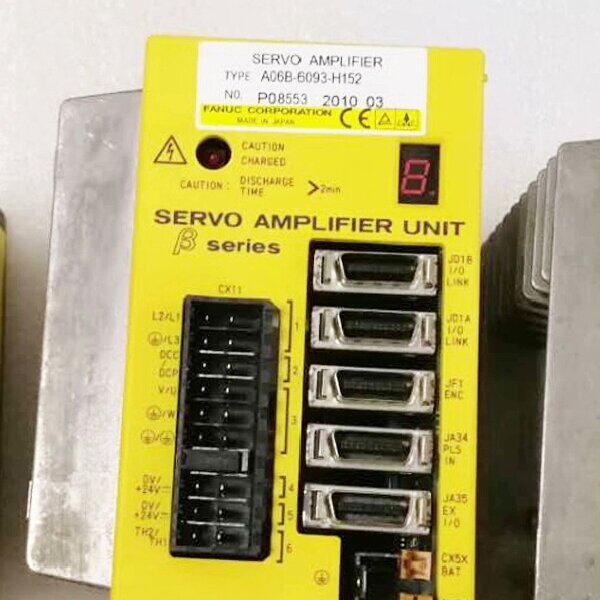 SERVO AMPLIFIER
TYPE A06B-6093-H152
NO. P08553 2010 03
FANUC CORPORATION
MADE IN JAPAN
CE
CAUTION
CHARGED
8
CAUTION: DISCHARGE
TIME >2min
SERVO AMPLIFIER UNIT
β series
CX11
L2/L1
/L3
DCC/
DCP
V/U
/W
/
0V/
+24V
0V/
+24V
TH2/
TH1
1
2
3
4
5
6
JD1B
I/O
LINK
JD1A
I/O
LINK
JF1
ENC
JA34
PLS
IN
JA35
EX
I/O
CX5X
BAT